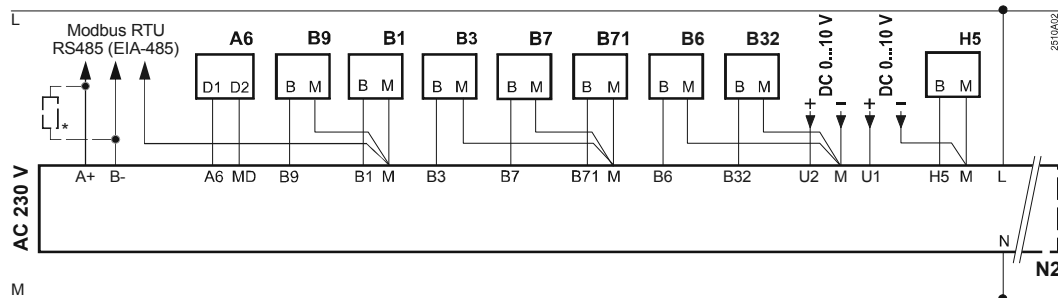 L
Modbus RTU
RS485 (EIA-485)
A6 B9 B1 B3 B7 B71 B6 B32 DC 0...10 V DC 0...10 V H5
2510A02
D1 D2 B M B M B M B M B M B M B M + - + - B M
*
A+ B- A6 MD B9 B1 M B3 B7 B71 M B6 B32 U2 M U1 H5 M L
AC 230 V
N
N2
M